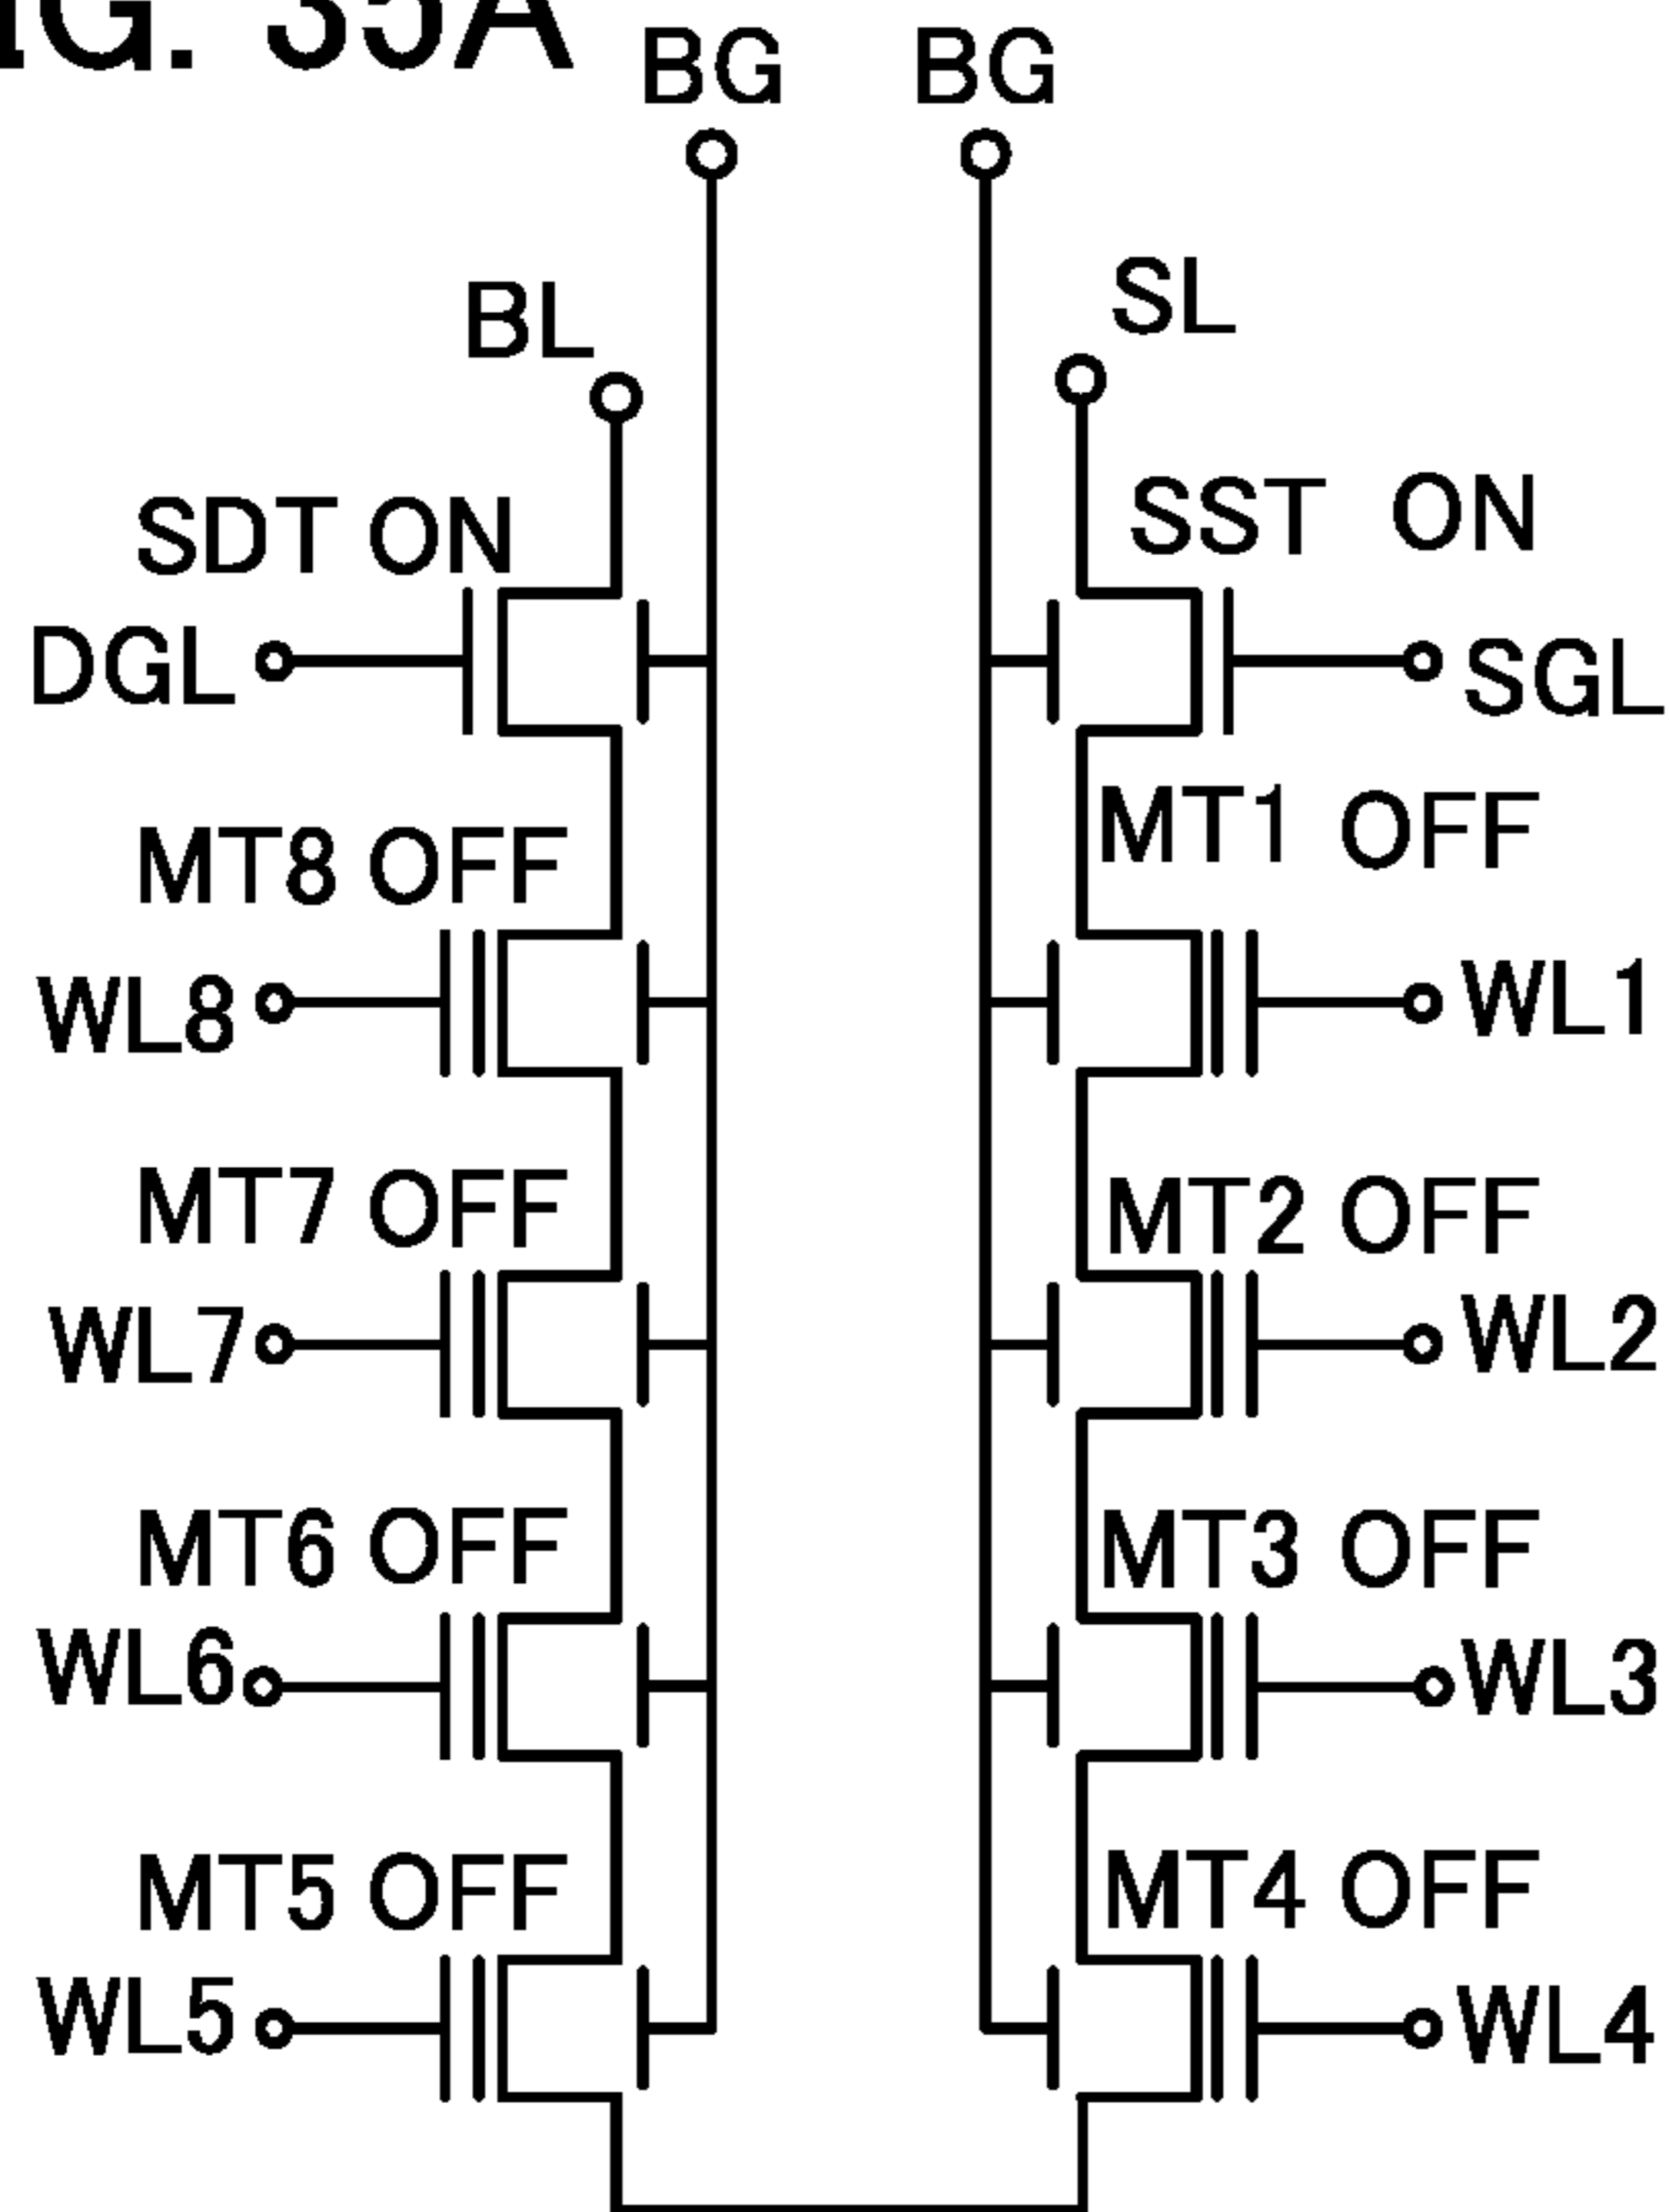 G. 35A
BG
BG
BL
SL
SDT ON
SST ON
DGL
SGL
MT8 OFF
MT1 OFF
WL8
WL1
MT7 OFF
MT2 OFF
WL7
WL2
MT6 OFF
MT3 OFF
WL6
WL3
MT5 OFF
MT4 OFF
WL5
WL4